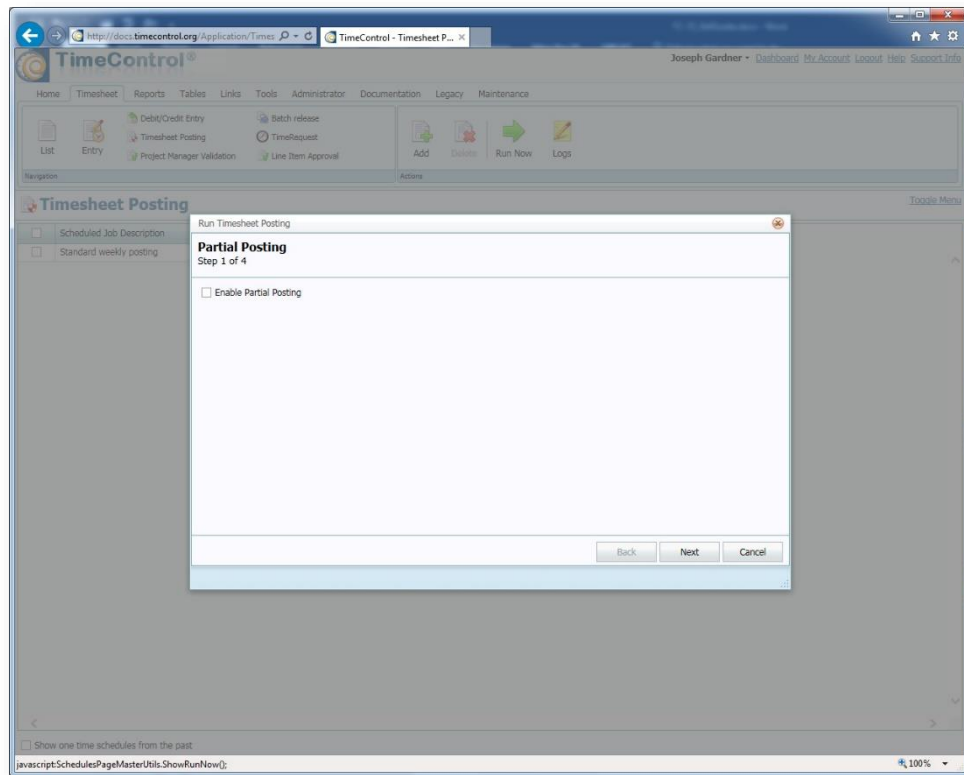 http://docs.timecontrol.org/Application/Times
TimeControl - Timesheet P...
TimeControl®
Joseph Gardner Dashboard My Account Logout Help Support Info
Home Timesheet Reports Tables Links Tools Administrator Documentation Legacy Maintenance
Debit/Credit Entry Batch release
List Entry Timesheet Posting TimeRequest Add Delete Run Now Logs
Project Manager Validation Line Item Approval
Navigation Actions
Timesheet Posting Toggle Menu
Scheduled Job Description
Standard weekly posting
Run Timesheet Posting
Partial Posting
Step 1 of 4
Enable Partial Posting
Back Next Cancel
Show one time schedules from the past
javascript:SchedulesPageMasterUtils.ShowRunNow(); 100%